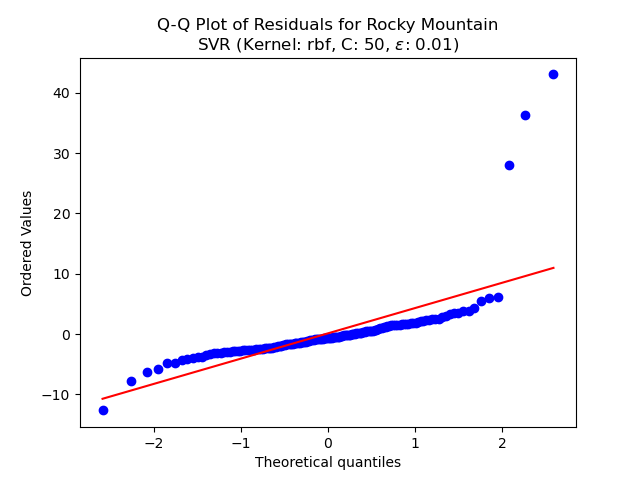 Q-Q Plot of Residuals for Rocky Mountain
SVR (Kernel: rbf, C: 50, ε: 0.01)
Ordered Values
40
30
20
10
0
−10
−2
−1
0
1
2
Theoretical quantiles